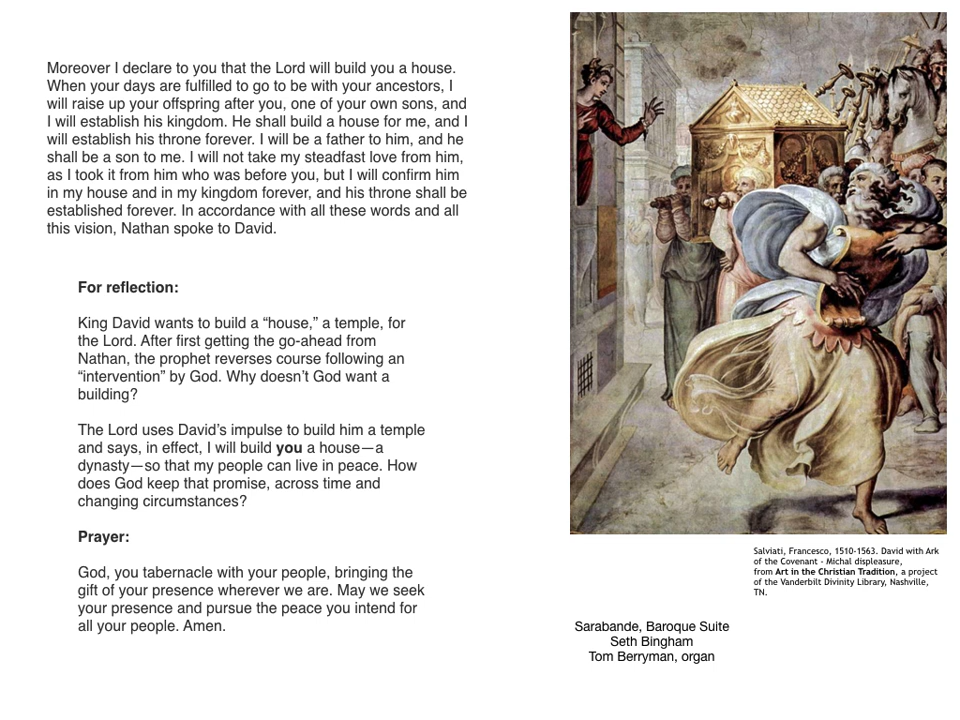 Moreover I declare to you that the Lord will build you a house.
When your days are fulfilled to go to be with your ancestors, I
will raise up your offspring after you, one of your own sons, and
I will establish his kingdom. He shall build a house for me, and I
will establish his throne forever. I will be a father to him, and he
shall be a son to me. I will not take my steadfast love from him,
as I took it from him who was before you, but I will confirm him
in my house and in my kingdom forever, and his throne shall be
established forever. In accordance with all these words and all
this vision, Nathan spoke to David.
For reflection:
King David wants to build a “house,” a temple, for
the Lord. After first getting the go-ahead from
Nathan, the prophet reverses course following an
“intervention” by God. Why doesn’t God want a
building?
The Lord uses David’s impulse to build him a temple
and says, in effect, I will build you a house—a
dynasty—so that my people can live in peace. How
does God keep that promise, across time and
changing circumstances?
Prayer:
God, you tabernacle with your people, bringing the
gift of your presence wherever we are. May we seek
your presence and pursue the peace you intend for
all your people. Amen.
Salviati, Francesco, 1510-1563. David with Ark
of the Covenant - Michal displeasure,
from Art in the Christian Tradition, a project
of the Vanderbilt Divinity Library, Nashville,
TN.
Sarabande, Baroque Suite
Seth Bingham
Tom Berryman, organ